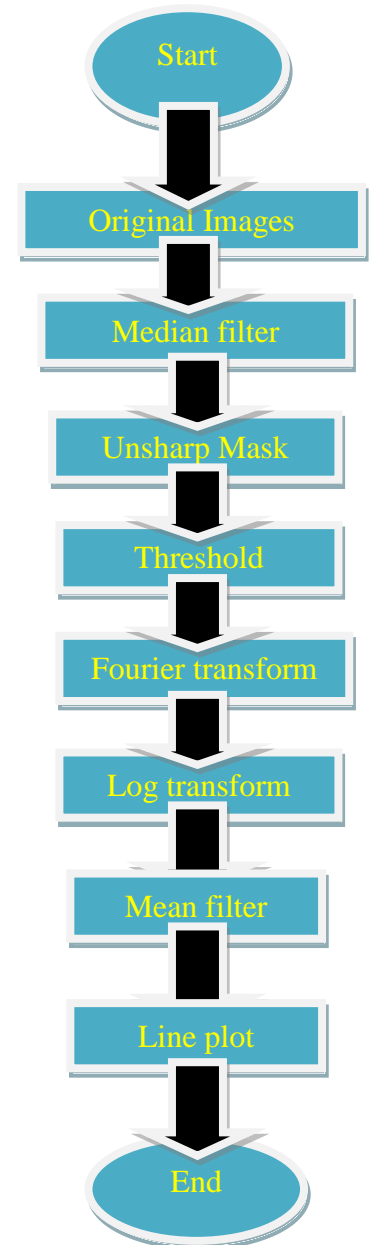 Start
Original Images
Median filter
Unsharp Mask
Threshold
Fourier transform
Log transform
Mean filter
Line plot
End